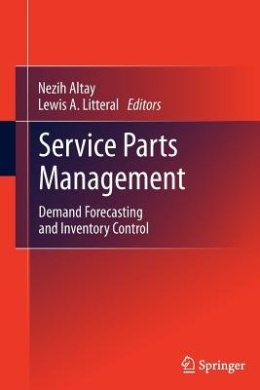 Nezih Altay
Lewis A. Litteral Editors
Service Parts
Management
Demand Forecasting
and Inventory Control
Springer